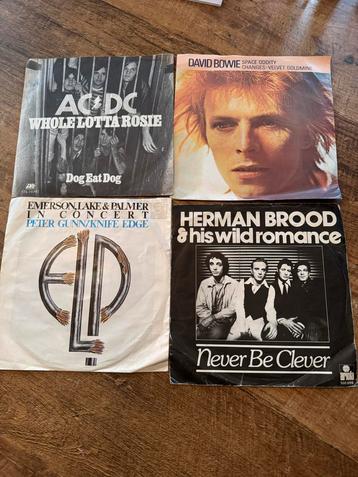 AC DC
WHOLE LOTTA ROSIE
Dog Eat Dog
DAVID BOWIE SPACE ODDITY
CHANGES·VELVET GOLDMINE
EMERSON, LAKE & PALMER
IN CONCERT
PETER GUNN/KNIFE EDGE
ELP
HERMAN BROOD
& his wild romance
Never Be Clever